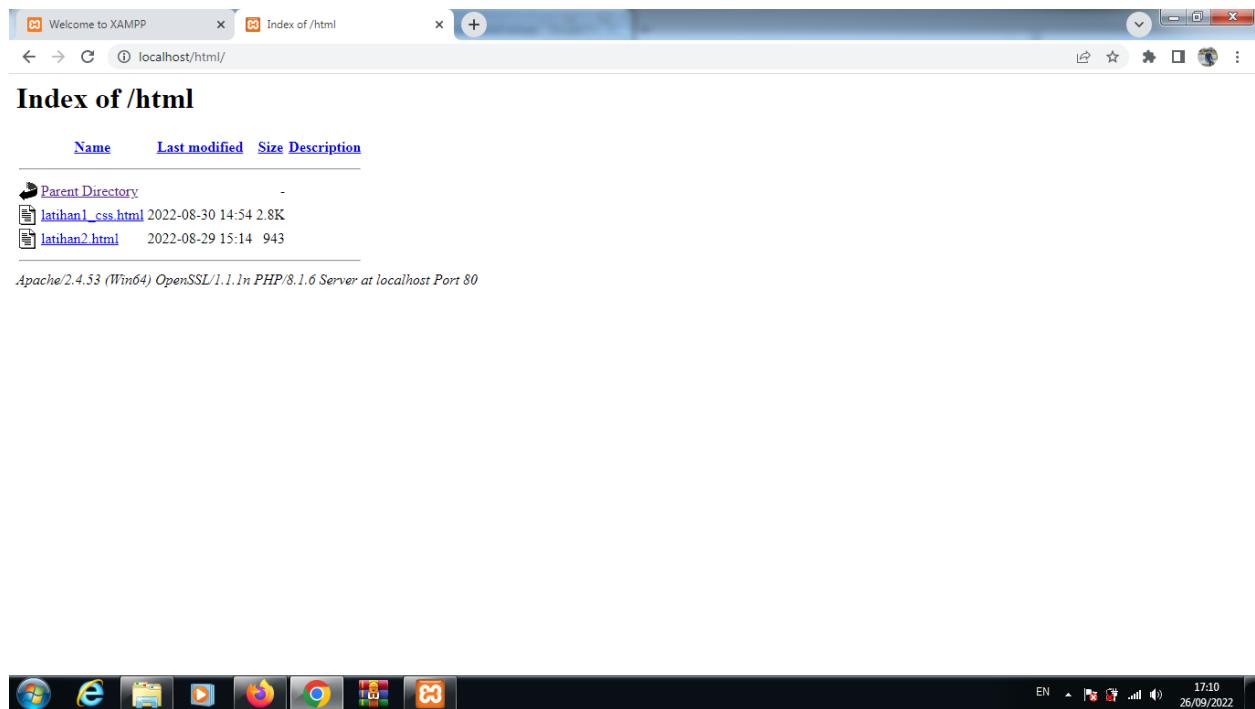 Welcome to XAMPP
Index of /html
localhost/html/
Index of /html
Name Last modified Size Description
Parent Directory -
latihan1_css.html 2022-08-30 14:54 2.8K
latihan2.html 2022-08-29 15:14 943
Apache/2.4.53 (Win64) OpenSSL/1.1.1n PHP/8.1.6 Server at localhost Port 80
EN
17:10
26/09/2022